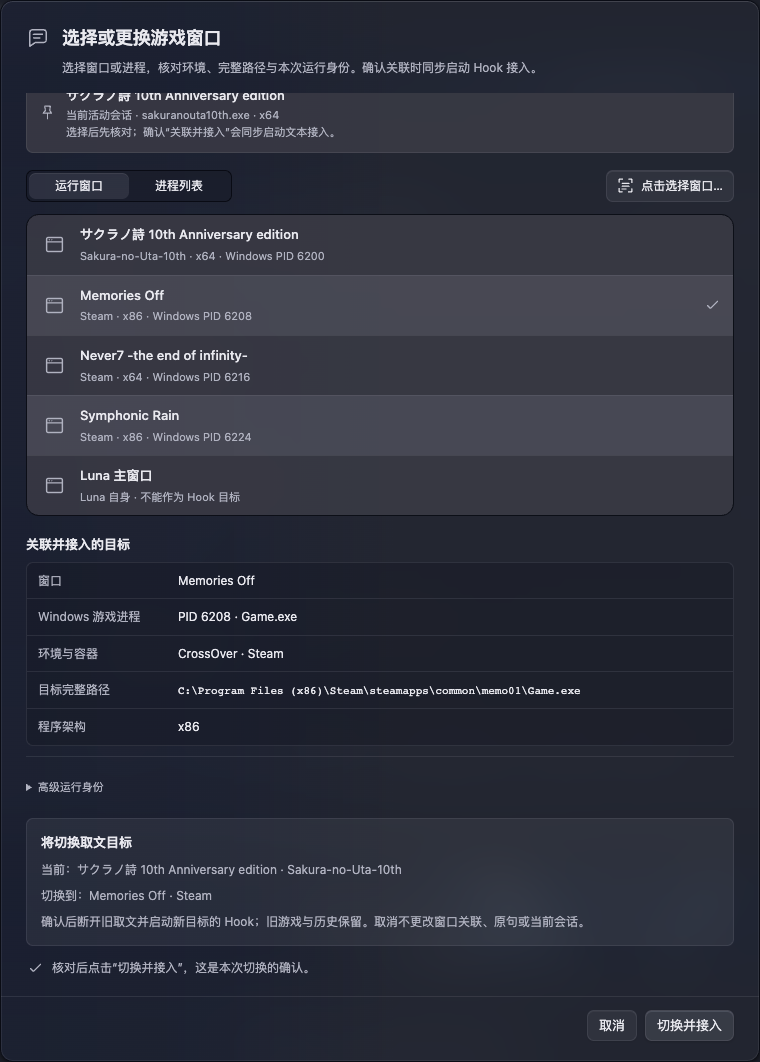 选择或更换游戏窗口
选择窗口或进程，核对环境、完整路径与本次运行身份。确认关联时同步启动 Hook 接入。
サクラノ詩 10th Anniversary edition
当前活动会话 · sakuranouta10th.exe · x64
选择后先核对；确认“关联并接入”会同步启动文本接入。
运行窗口
进程列表
点击选择窗口...
サクラノ詩 10th Anniversary edition
Sakura-no-Uta-10th · x64 · Windows PID 6200
Memories Off
Steam · x86 · Windows PID 6208
Never7 -the end of infinity-
Steam · x64 · Windows PID 6216
Symphonic Rain
Steam · x86 · Windows PID 6224
Luna 主窗口
Luna 自身 · 不能作为 Hook 目标
关联并接入的目标
窗口 Memories Off
Windows 游戏进程 PID 6208 · Game.exe
环境与容器 CrossOver · Steam
目标完整路径 C:\Program Files (x86)\Steam\steamapps\common\memo01\Game.exe
程序架构 x86
高级运行身份
将切换取文目标
当前：サクラノ詩 10th Anniversary edition · Sakura-no-Uta-10th
切换到：Memories Off · Steam
确认后断开旧取文并启动新目标的 Hook；旧游戏与历史保留。取消不更改窗口关联、原句或当前会话。
核对后点击“切换并接入”，这是本次切换的确认。
取消
切换并接入